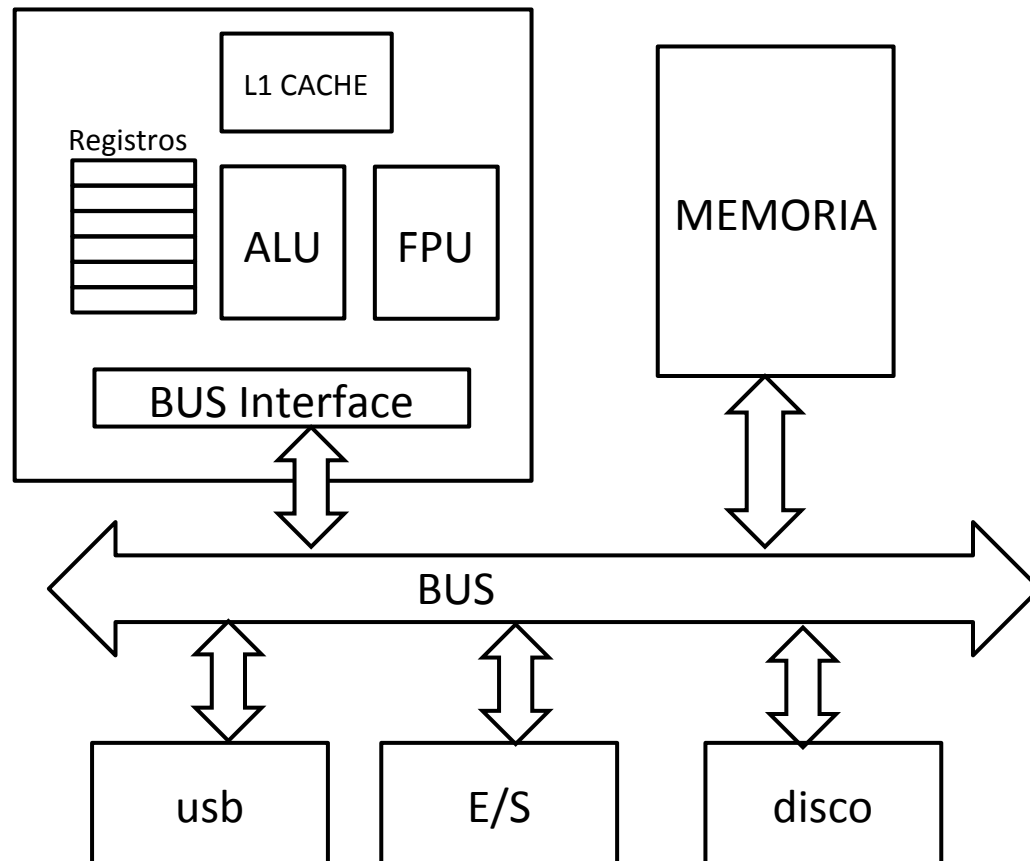 L1 CACHE
Registros
ALU
FPU
MEMORIA
BUS Interface
BUS
usb
E/S
disco